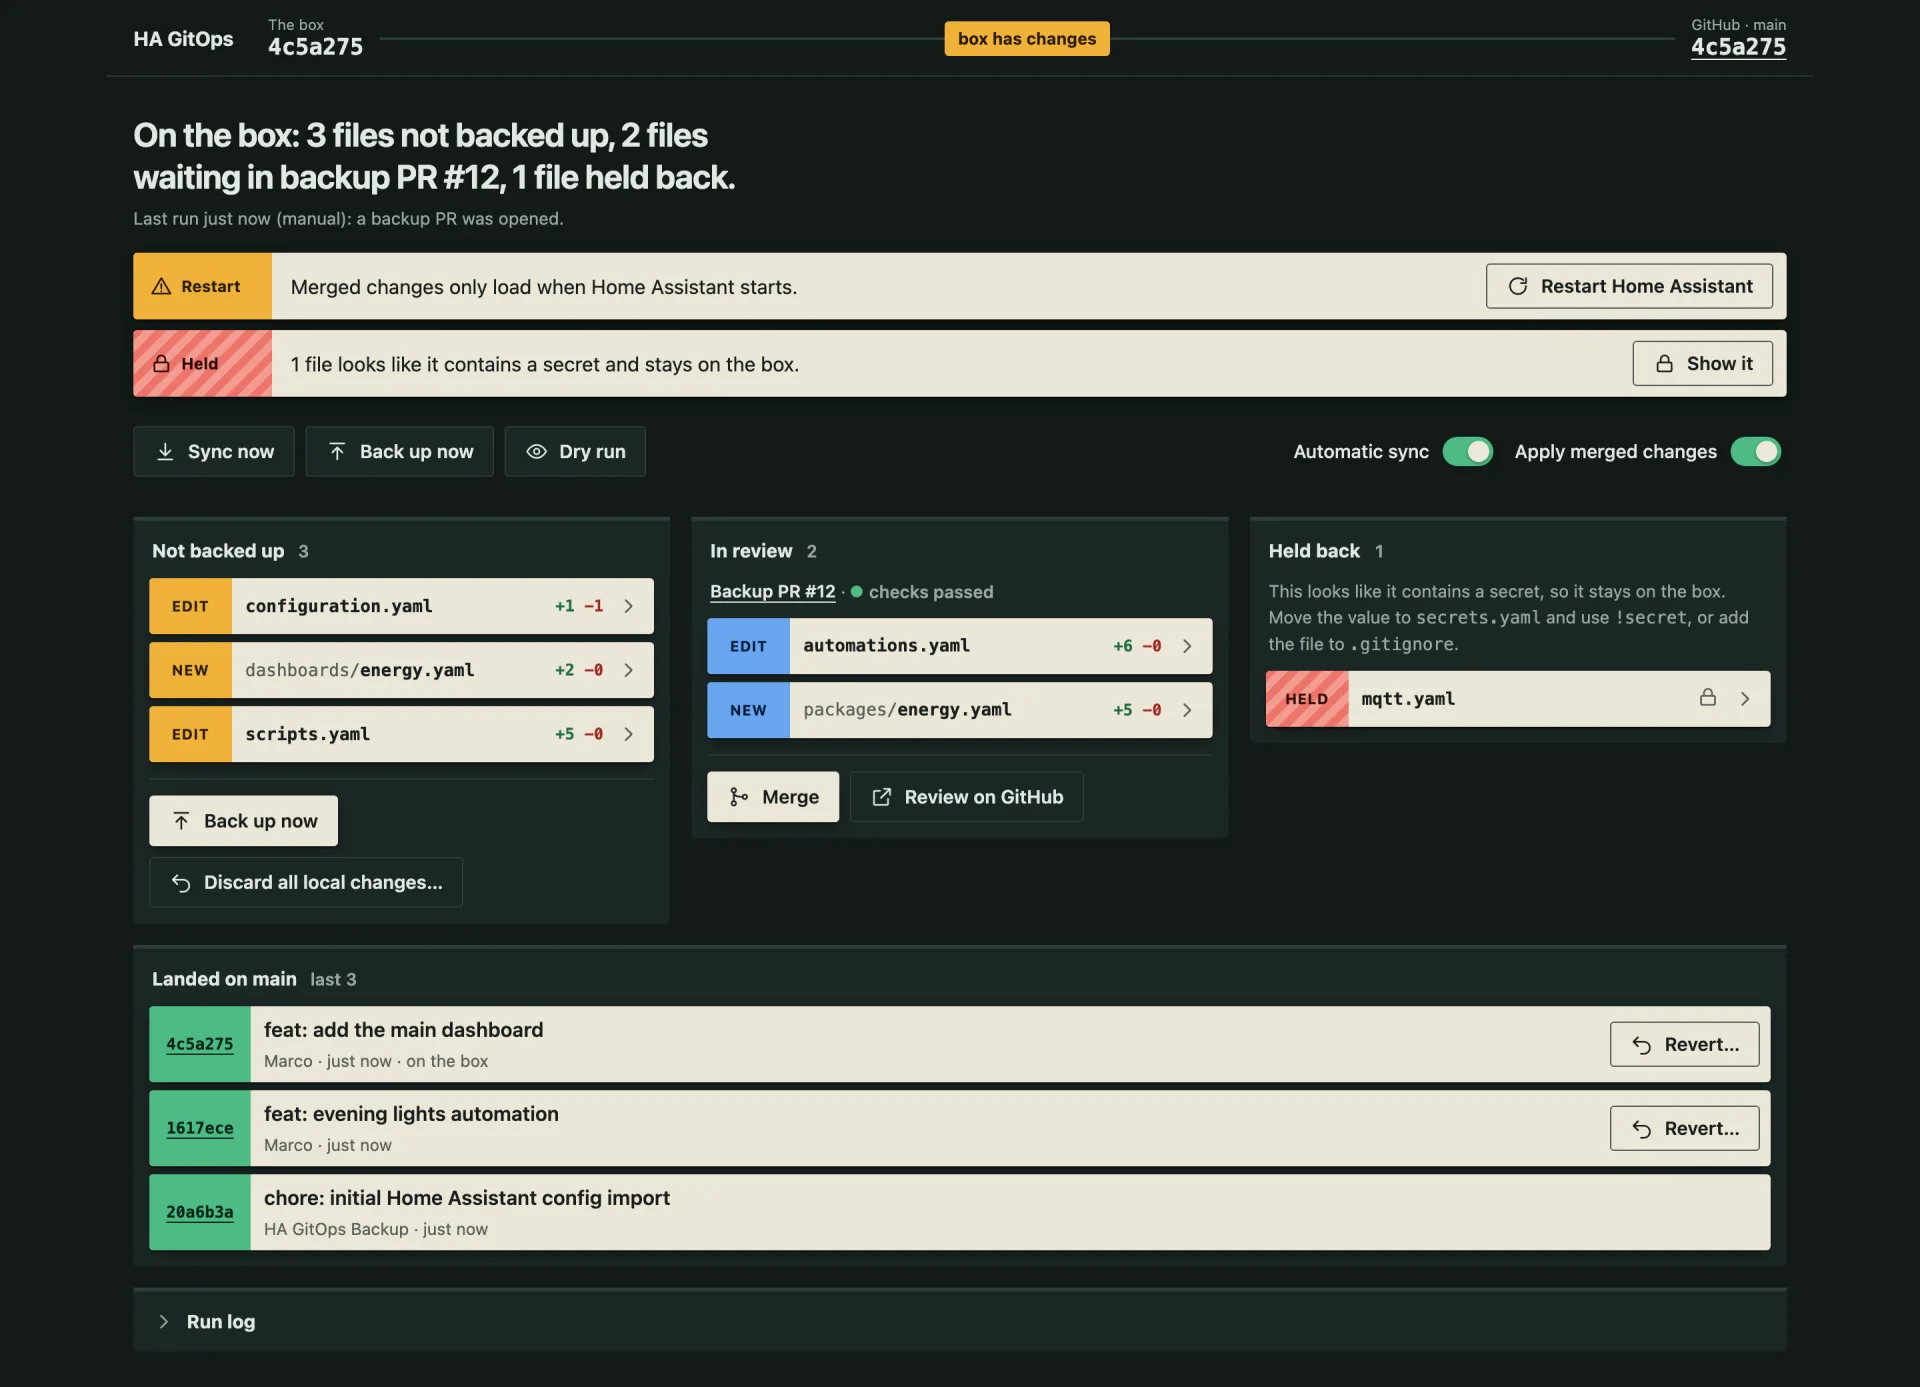 HA GitOps
The box
4c5a275
box has changes
GitHub · main
4c5a275
On the box: 3 files not backed up, 2 files
waiting in backup PR #12, 1 file held back.
Last run just now (manual): a backup PR was opened.
Restart
Merged changes only load when Home Assistant starts.
Restart Home Assistant
Held
1 file looks like it contains a secret and stays on the box.
Show it
Sync now
Back up now
Dry run
Automatic sync
Apply merged changes
Not backed up 3
EDIT configuration.yaml +1 −1
NEW dashboards/energy.yaml +2 −0
EDIT scripts.yaml +5 −0
Back up now
Discard all local changes...
In review 2
Backup PR #12 · checks passed
EDIT automations.yaml +6 −0
NEW packages/energy.yaml +5 −0
Merge
Review on GitHub
Held back 1
This looks like it contains a secret, so it stays on the box.
Move the value to secrets.yaml and use !secret, or add
the file to .gitignore.
HELD mqtt.yaml
Landed on main last 3
4c5a275
feat: add the main dashboard
Marco · just now · on the box
Revert...
1617ece
feat: evening lights automation
Marco · just now
Revert...
20a6b3a
chore: initial Home Assistant config import
HA GitOps Backup · just now
Run log